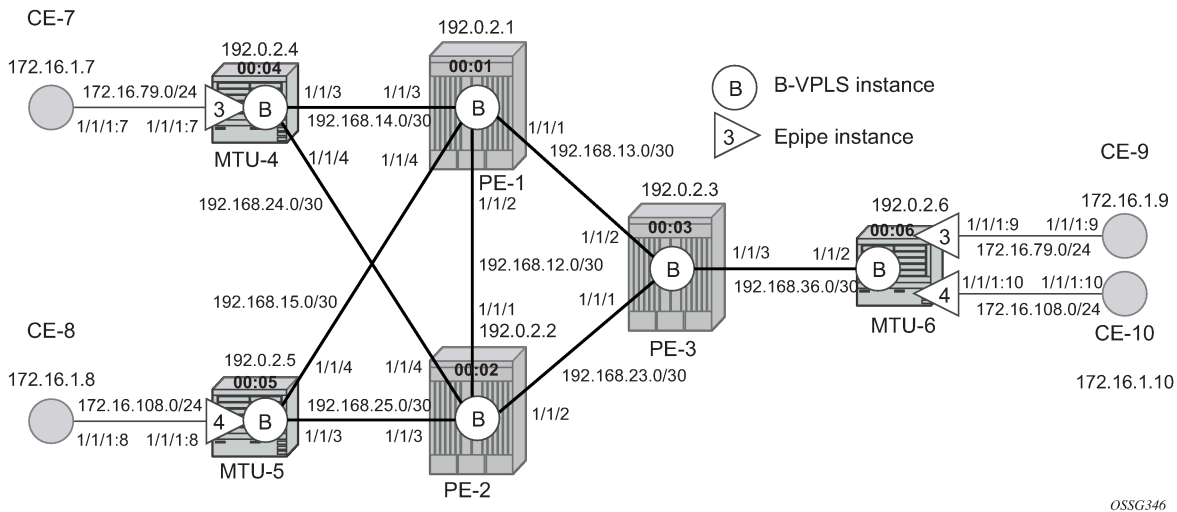 CE-7
172.16.1.7
172.16.79.0/24
1/1/1:7
1/1/1:7
192.0.2.4
00:04
3
B
MTU-4
1/1/3
1/1/3
192.168.14.0/30
1/1/4
1/1/4
192.0.2.1
00:01
B
PE-1
1/1/1
192.168.13.0/30
1/1/2
B
B-VPLS instance
3
Epipe instance
192.168.24.0/30
192.168.15.0/30
192.168.12.0/30
1/1/1
192.0.2.2
192.0.2.3
00:03
B
1/1/2
1/1/1
PE-3
1/1/3
1/1/2
192.168.36.0/30
192.0.2.6
00:06
B
3
4
MTU-6
CE-9
172.16.1.9
1/1/1:9
1/1/1:9
172.16.79.0/24
1/1/1:10
1/1/1:10
172.16.108.0/24
CE-10
172.16.1.10
CE-8
172.16.1.8
172.16.108.0/24
1/1/1:8
1/1/1:8
192.0.2.5
00:05
4
B
MTU-5
1/1/4
1/1/4
192.168.25.0/30
1/1/3
1/1/3
00:02
B
PE-2
192.168.23.0/30
1/1/2
OSSG346